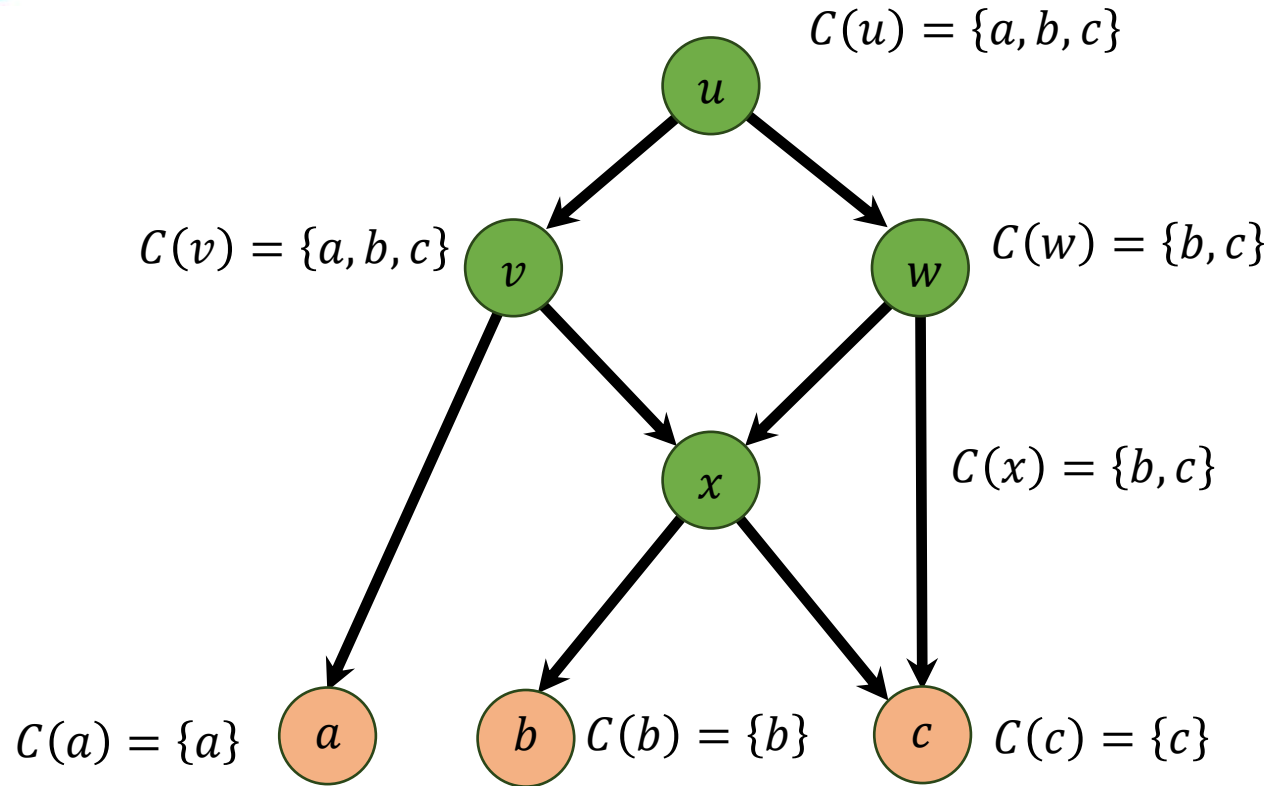 C(u) = {a, b, c}
u
C(v) = {a, b, c}
v
w
C(w) = {b, c}
x
C(x) = {b, c}
C(a) = {a}
a
b
C(b) = {b}
c
C(c) = {c}